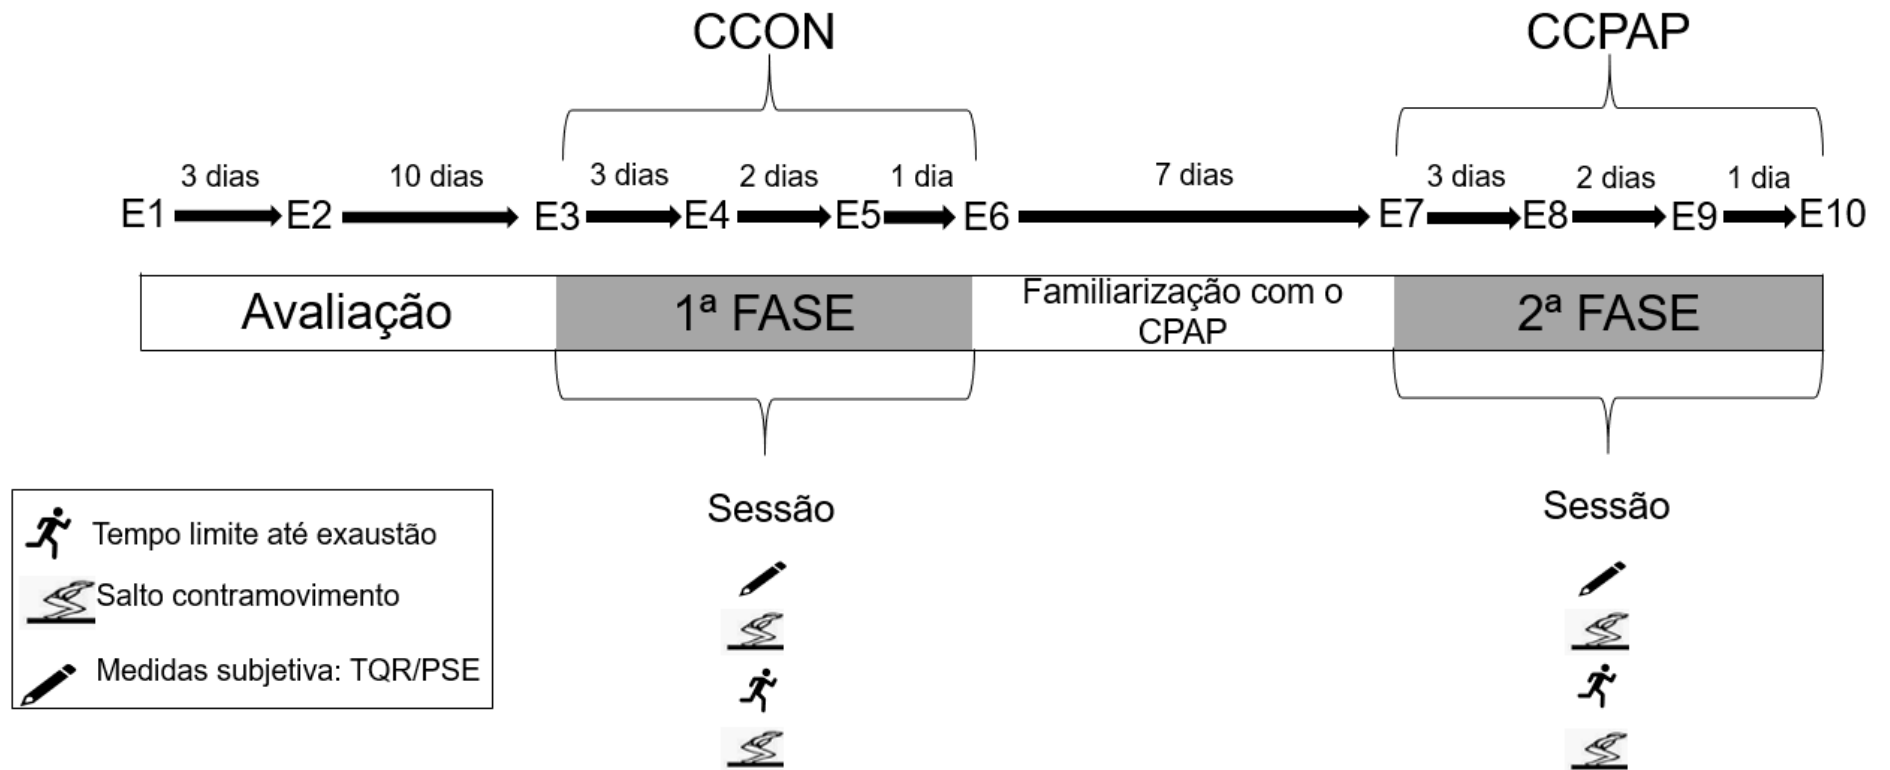 CCON
CCPAP
3 dias
10 dias
3 dias
2 dias
1 dia
7 dias
3 dias
2 dias
1 dia
E1
E2
E3
E4
E5
E6
E7
E8
E9
E10
Avaliação
1ª FASE
Familiarização com o
CPAP
2ª FASE
Sessão
Sessão
Tempo limite até exaustão
Salto contramovimento
Medidas subjetiva: TQR/PSE